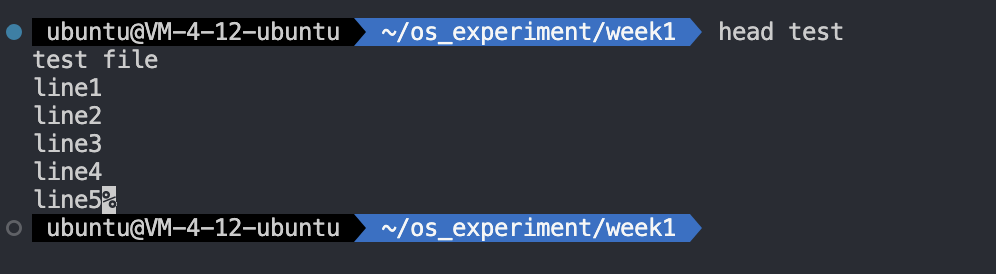 ubuntu@VM-4-12-ubuntu ~/os_experiment/week1 head test
test file
line1
line2
line3
line4
line5%
ubuntu@VM-4-12-ubuntu ~/os_experiment/week1